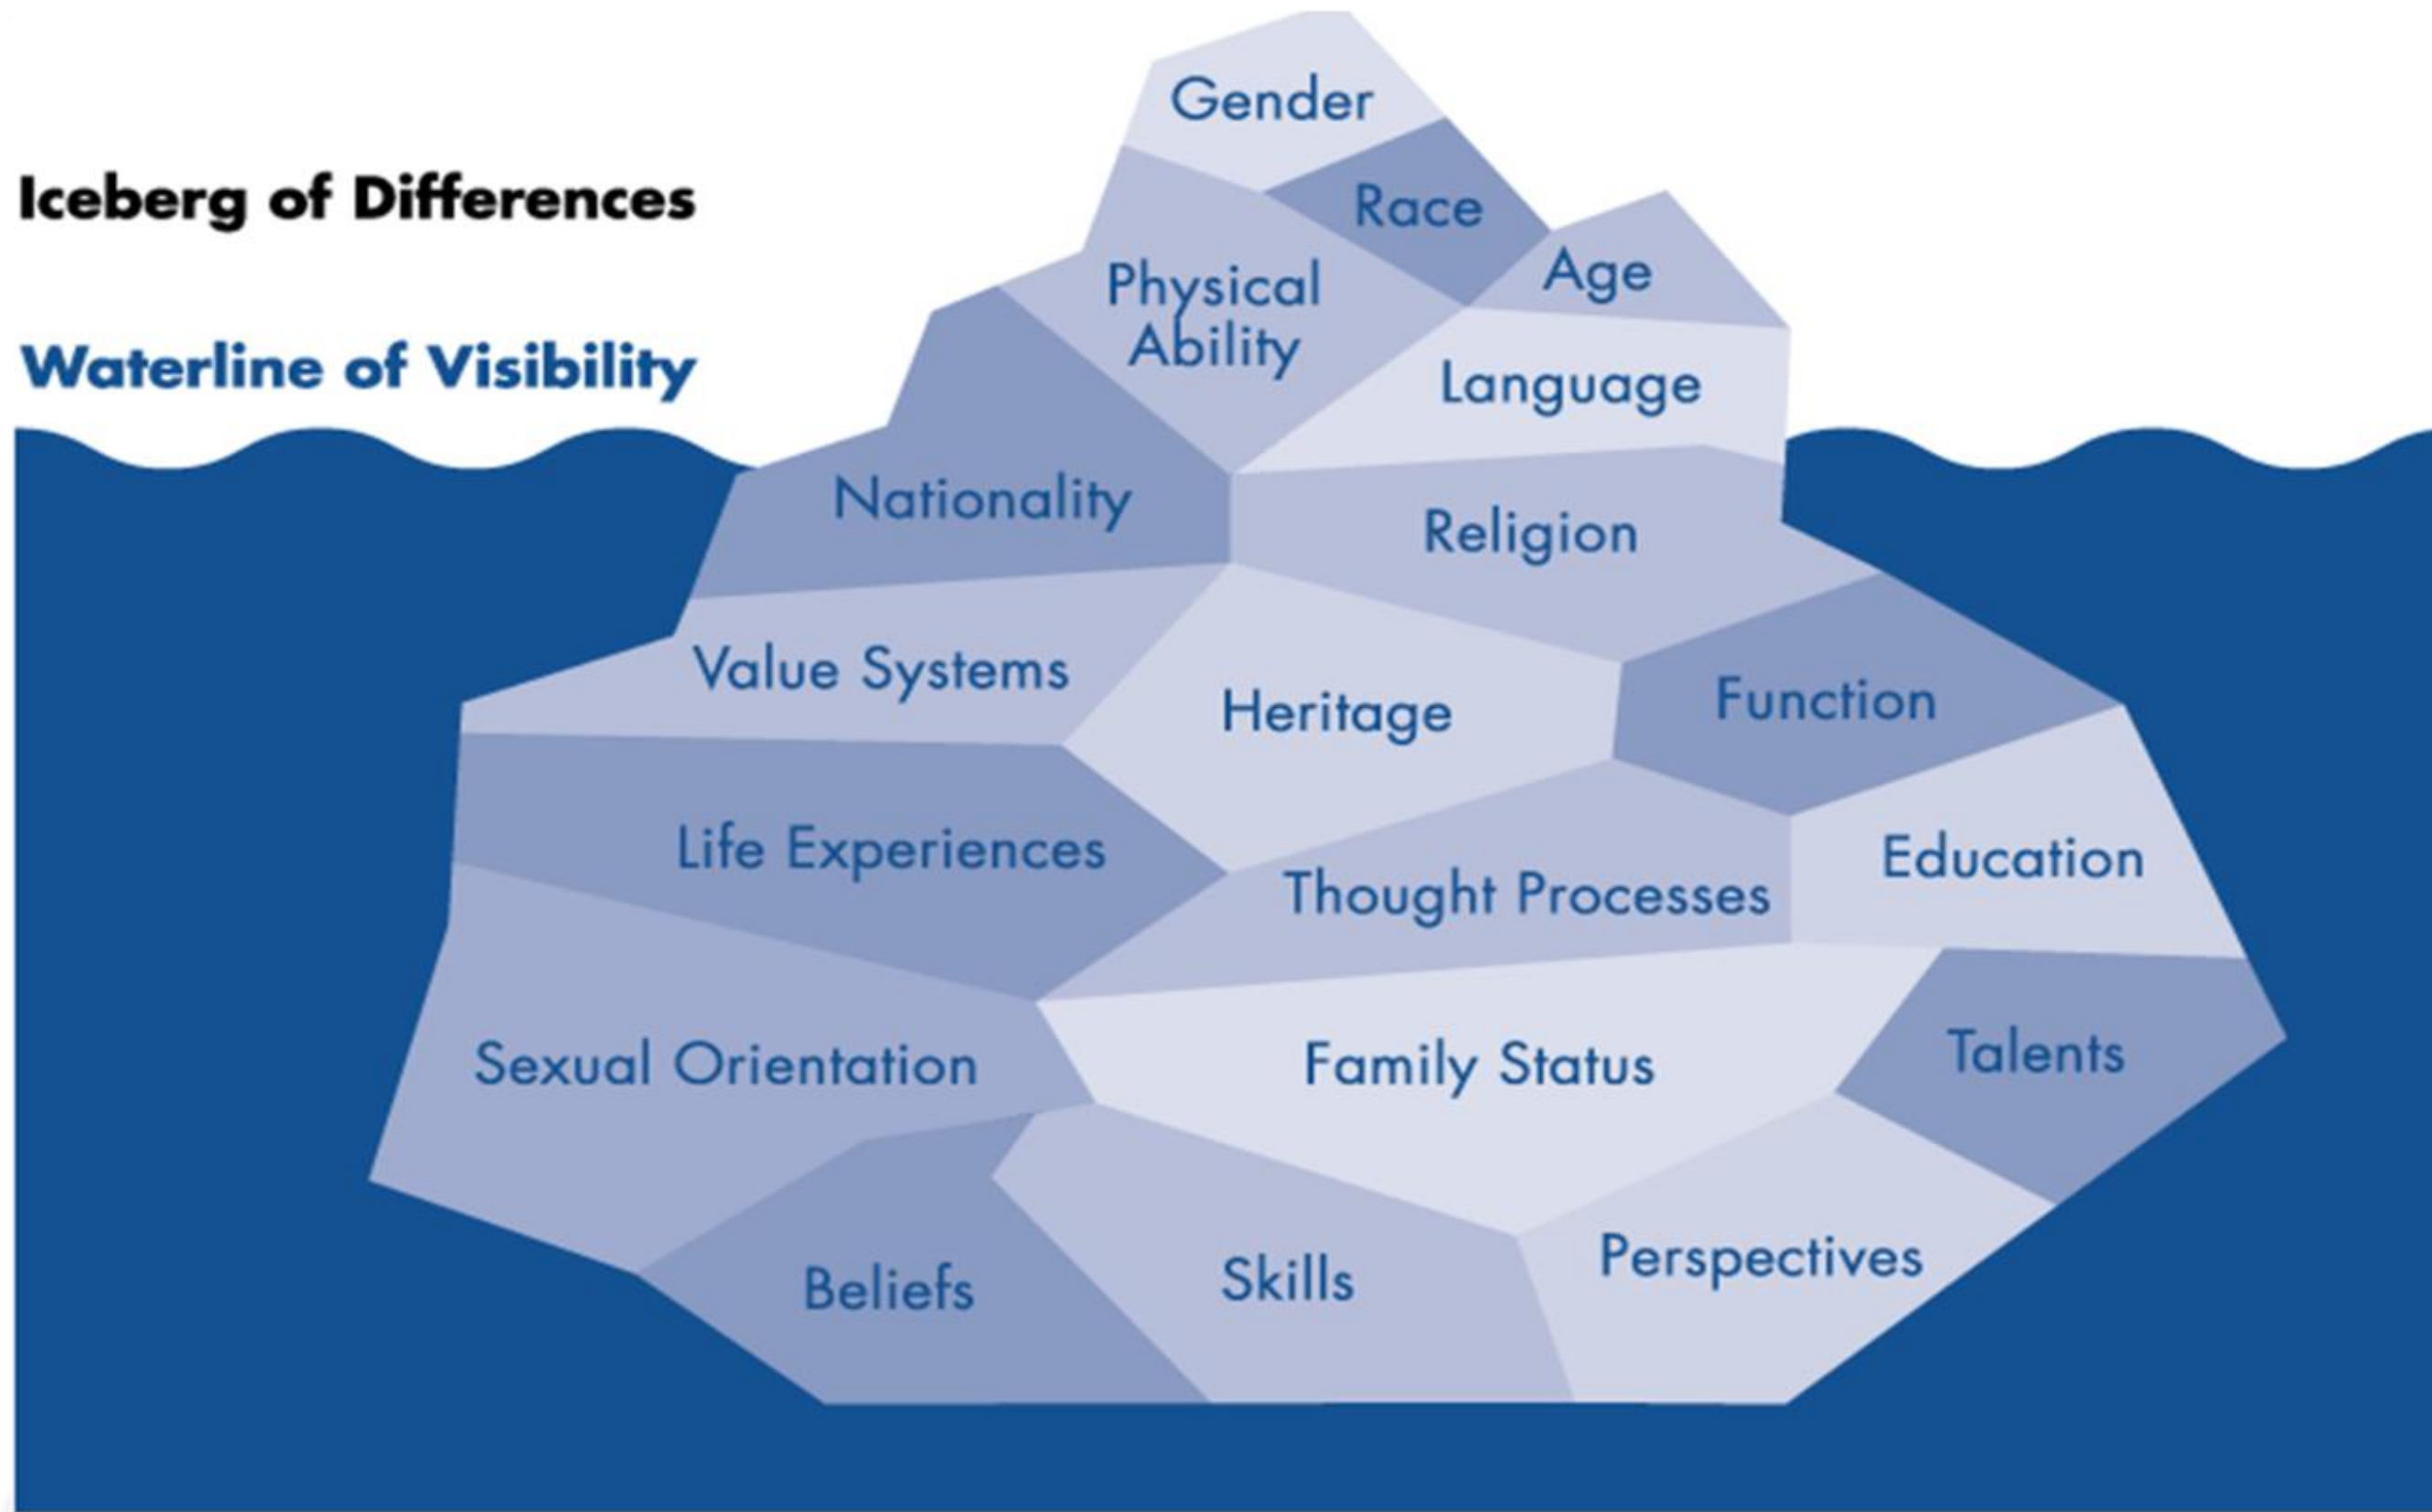 Gender
Iceberg of Differences
Race
Age
Physical
Ability
Waterline of Visibility
Language
Nationality
Religion
Value Systems
Heritage
Function
Life Experiences
Thought Processes
Education
Sexual Orientation
Family Status
Talents
Beliefs
Skills
Perspectives